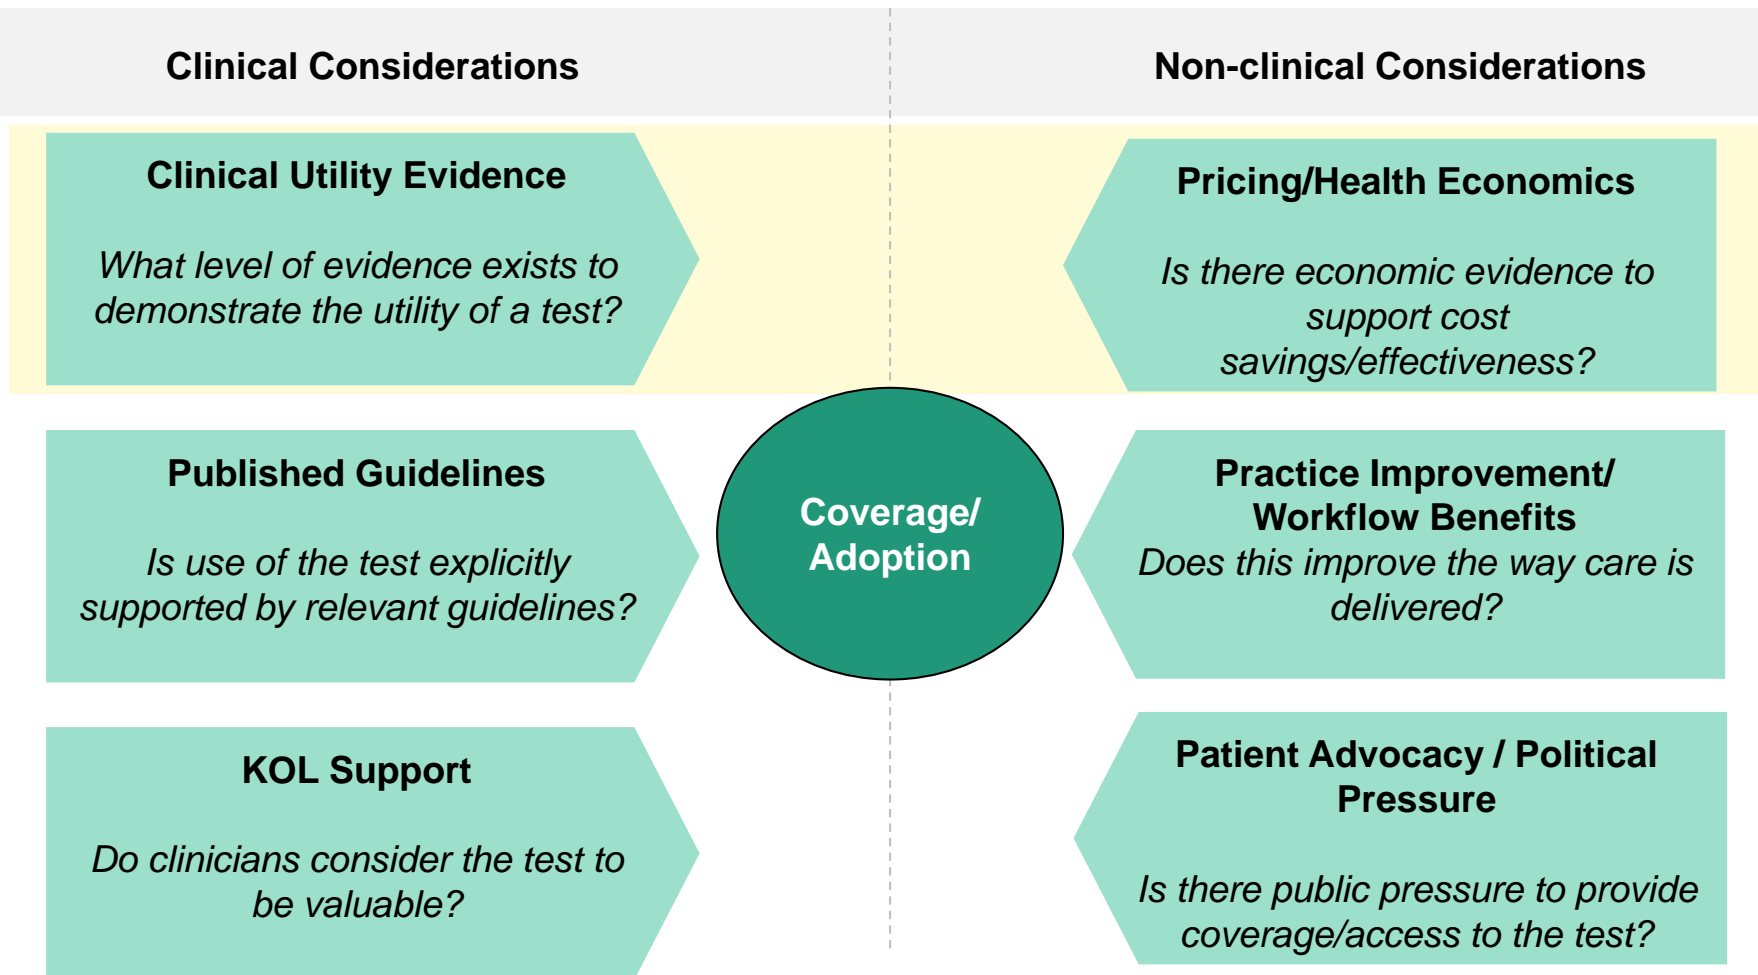 Clinical Considerations
Non-clinical Considerations
Clinical Utility Evidence
What level of evidence exists to
demonstrate the utility of a test?
Pricing/Health Economics
Is there economic evidence to
support cost
savings/effectiveness?
Published Guidelines
Is use of the test explicitly
supported by relevant guidelines?
Coverage/
Adoption
Practice Improvement/
Workflow Benefits
Does this improve the way care is
delivered?
KOL Support
Do clinicians consider the test to
be valuable?
Patient Advocacy / Political
Pressure
Is there public pressure to provide
coverage/access to the test?